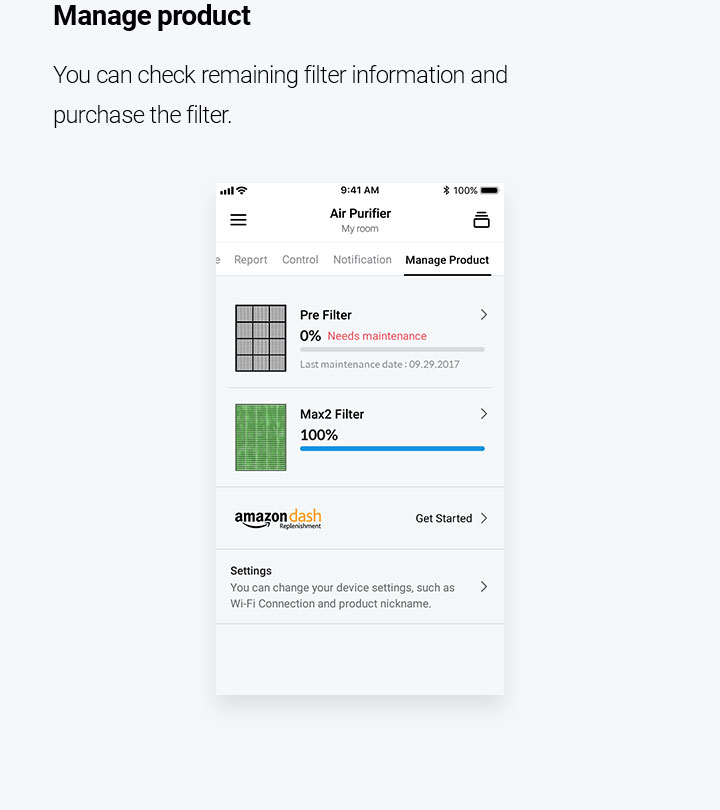 Manage product
You can check remaining filter information and
purchase the filter.
9:41 AM
100%
Air Purifier
My room
e Report Control Notification Manage Product
Pre Filter
0% Needs maintenance
Last maintenance date : 09.29.2017
Max2 Filter
100%
amazon dash
Replenishment
Get Started
Settings
You can change your device settings, such as
Wi-Fi Connection and product nickname.